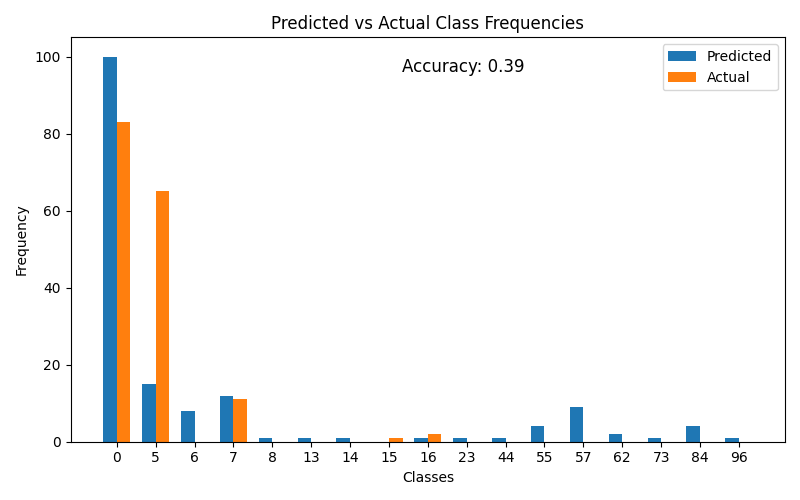 Predicted vs Actual Class Frequencies
Accuracy: 0.39
Predicted
Actual
Frequency
100
80
60
40
20
0
0 5 6 7 8 13 14 15 16 23 44 55 57 62 73 84 96
Classes